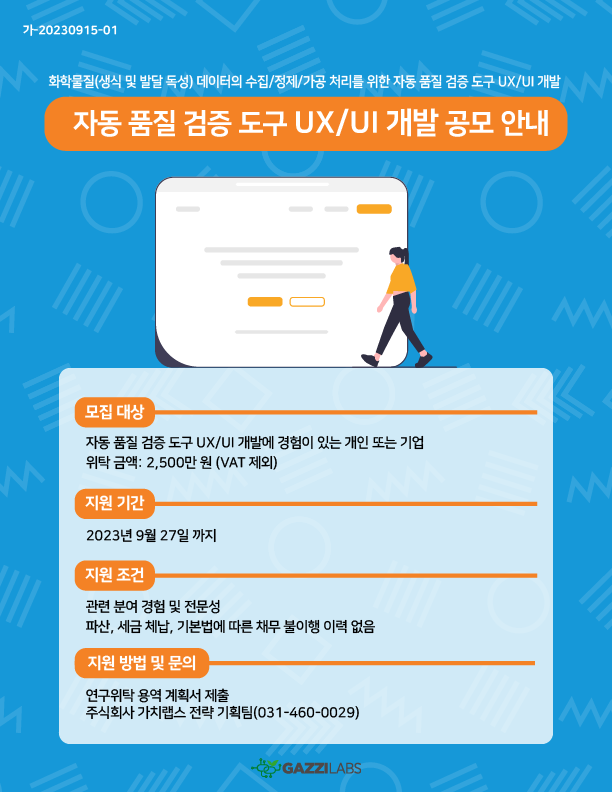 가-20230915-01
화학물질(생식 및 발달 독성) 데이터의 수집/정제/가공 처리를 위한 자동 품질 검증 도구 UX/UI 개발
자동 품질 검증 도구 UX/UI 개발 공모 안내
모집 대상
자동 품질 검증 도구 UX/UI 개발에 경험이 있는 개인 또는 기업
위탁 금액: 2,500만 원 (VAT 제외)
지원 기간
2023년 9월 27일 까지
지원 조건
관련 분여 경험 및 전문성
파산, 세금 체납, 기본법에 따른 채무 불이행 이력 없음
지원 방법 및 문의
연구위탁 용역 계획서 제출
주식회사 가치랩스 전략 기획팀(031-460-0029)
GAZZILABS